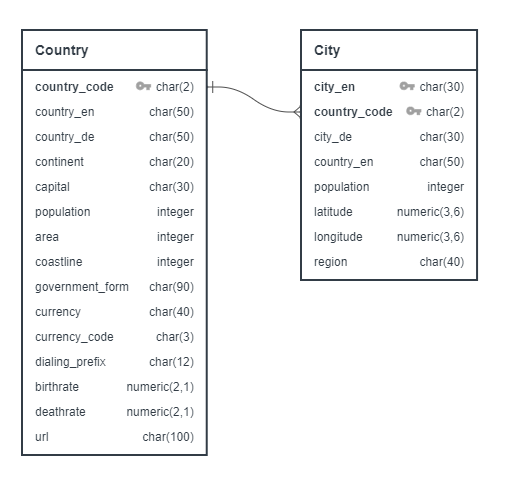 Country
country_code char(2)
country_en char(50)
country_de char(50)
continent char(20)
capital char(30)
population integer
area integer
coastline integer
government_form char(90)
currency char(40)
currency_code char(3)
dialing_prefix char(12)
birthrate numeric(2,1)
deathrate numeric(2,1)
url char(100)
City
city_en char(30)
country_code char(2)
city_de char(30)
country_en char(50)
population integer
latitude numeric(3,6)
longitude numeric(3,6)
region char(40)